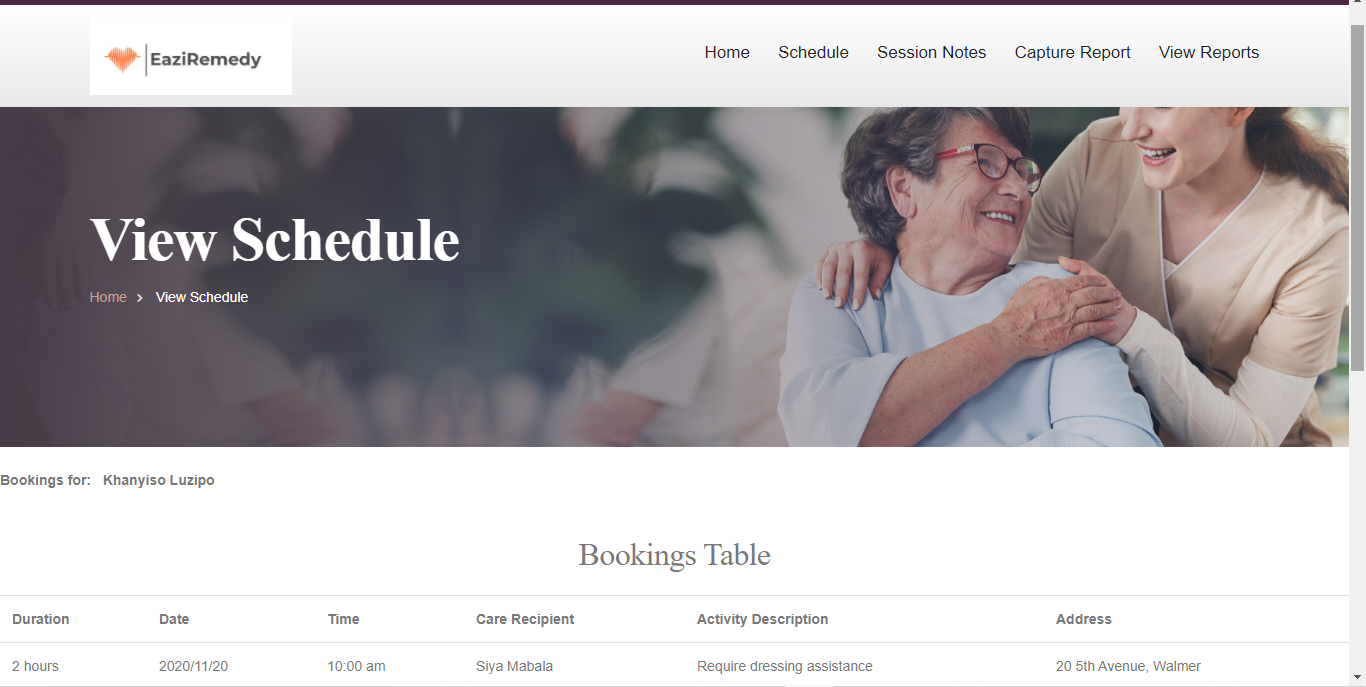 EaziRemedy
Home Schedule Session Notes Capture Report View Reports
View Schedule
Home > View Schedule
Bookings for: Khanyiso Luzipo
Bookings Table
Duration Date Time Care Recipient Activity Description Address
2 hours 2020/11/20 10:00 am Siya Mabala Require dressing assistance 20 5th Avenue, Walmer